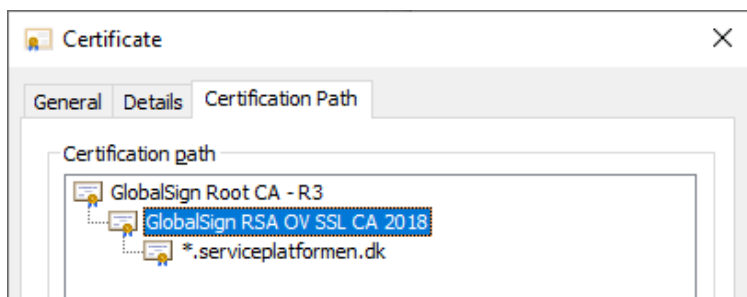 Certificate
General Details Certification Path
Certification path
GlobalSign Root CA - R3
GlobalSign RSA OV SSL CA 2018
*.serviceplatformen.dk